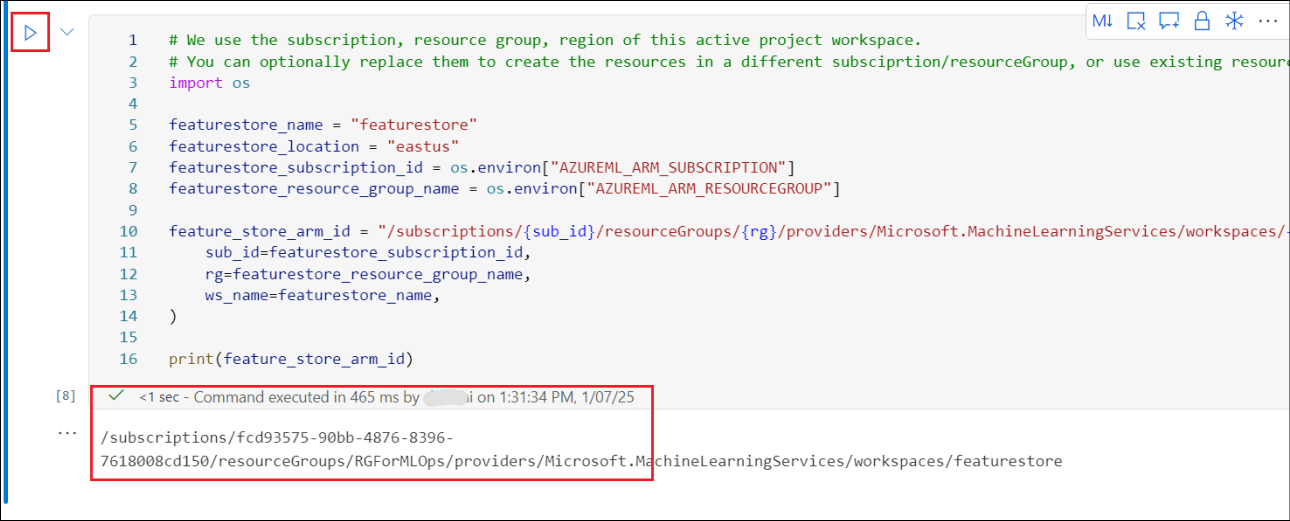 M↓
1 # We use the subscription, resource group, region of this active project workspace.
2 # You can optionally replace them to create the resources in a different subsciprtion/resourceGroup, or use existing resour
3 import os
4
5 featurestore_name = "featurestore"
6 featurestore_location = "eastus"
7 featurestore_subscription_id = os.environ["AZUREML_ARM_SUBSCRIPTION"]
8 featurestore_resource_group_name = os.environ["AZUREML_ARM_RESOURCEGROUP"]
9
10 feature_store_arm_id = "/subscriptions/{sub_id}/resourceGroups/{rg}/providers/Microsoft.MachineLearningServices/workspaces/{
11 sub_id=featurestore_subscription_id,
12 rg=featurestore_resource_group_name,
13 ws_name=featurestore_name,
14 )
15
16 print(feature_store_arm_id)
[8] <1 sec - Command executed in 465 ms by i on 1:31:34 PM, 1/07/25
/subscriptions/fcd93575-90bb-4876-8396-
7618008cd150/resourceGroups/RGForMLOps/providers/Microsoft.MachineLearningServices/workspaces/featurestore